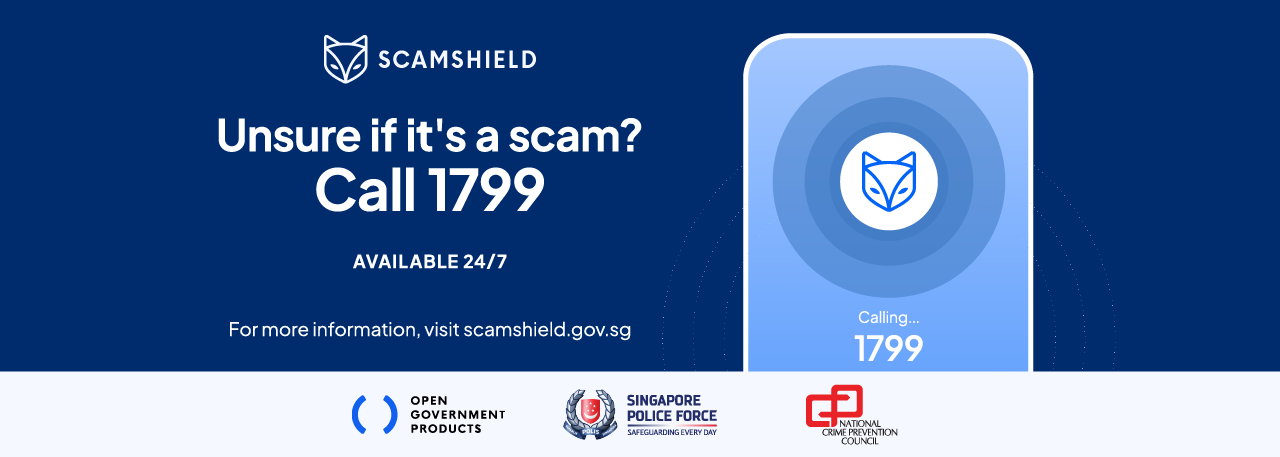 SCAMSHIELD
Unsure if it's a scam?
Call 1799
AVAILABLE 24/7
For more information, visit scamshield.gov.sg
Calling...
1799
OPEN
GOVERNMENT
PRODUCTS
POLIS
SINGAPORE
POLICE FORCE
SAFEGUARDING EVERY DAY
NATIONAL
CRIME PREVENTION
COUNCIL